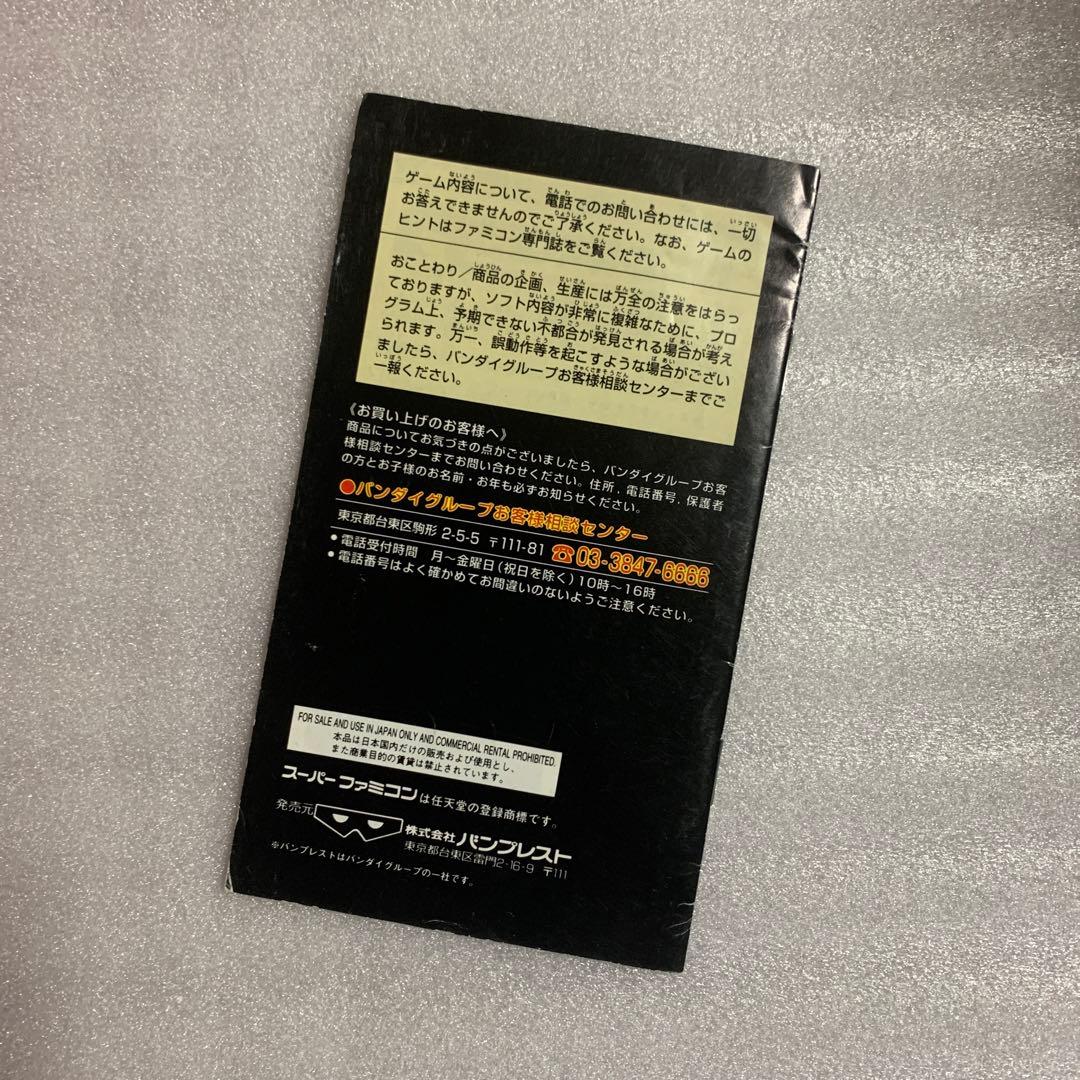 ゲーム内容について、電話でのお問い合わせには、一切
お答えできませんのでご了承ください。なお、ゲームの
ヒントはファミコン専門誌をご覧ください。
おことわり／商品の企画、生産には万全の注意をはらっ
ておりますが、ソフト内容が非常に複雑なために、プロ
グラム上、予期できない不都合が発見される場合が考え
られます。万一、誤動作等を起こすような場合がござい
ましたら、バンダイグループお客様相談センターまでご
一報ください。
《お買い上げのお客様へ》
商品についてお気づきの点がございましたら、バンダイグループお客
様相談センターまでお問い合わせください。住所，電話番号，保護者
の方とお子様のお名前・お年も必ずお知らせください。
●バンダイグループお客様相談センター
東京都台東区駒形 2-5-5 〒111-81 ☎03-3847-6666
●電話受付時間 月〜金曜日(祝日を除く)10時〜16時
●電話番号はよく確かめてお間違いのないようご注意ください。
FOR SALE AND USE IN JAPAN ONLY AND COMMERCIAL RENTAL PROHIBITED.
本品は日本国内だけの販売および使用とし、
また商業目的の賃貸は禁止されています。
スーパーファミコンは任天堂の登録商標です。
発売元 株式会社バンプレスト
東京都台東区雷門2-16-9 〒111
※バンプレストはバンダイグループの一社です。